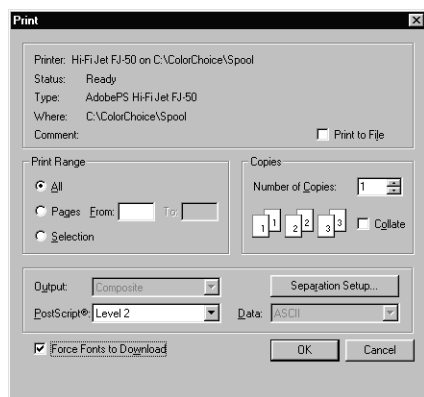 Print
Printer: Hi-Fi Jet FJ-50 on C:\ColorChoice\Spool
Status: Ready
Type: AdobePS Hi-Fi Jet FJ-50
Where: C:\ColorChoice\Spool
Comment: Print to File
Print Range
All
Pages From: To:
Selection
Copies
Number of Copies: 1
1 1 2 2 3 3 Collate
Output: Composite Separation Setup...
PostScript®: Level 2 Data: ASCII
Force Fonts to Download OK Cancel